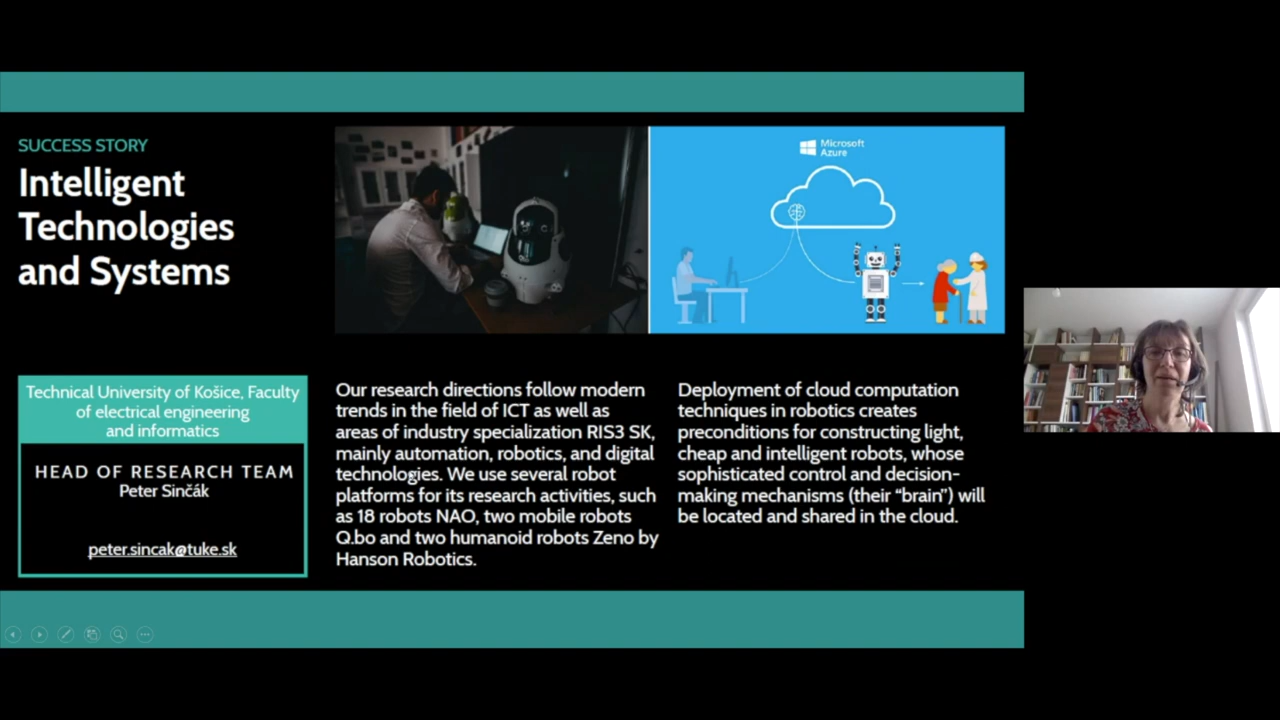 SUCCESS STORY
Intelligent
Technologies
and Systems
Microsoft
Azure
Technical University of Košice, Faculty
of electrical engineering
and informatics
HEAD OF RESEARCH TEAM
Peter Sinčák
peter.sincak@tuke.sk
Our research directions follow modern
trends in the field of ICT as well as
areas of industry specialization RIS3 SK,
mainly automation, robotics, and digital
technologies. We use several robot
platforms for its research activities, such
as 18 robots NAO, two mobile robots
Q.bo and two humanoid robots Zeno by
Hanson Robotics.
Deployment of cloud computation
techniques in robotics creates
preconditions for constructing light,
cheap and intelligent robots, whose
sophisticated control and decision-
making mechanisms (their “brain”) will
be located and shared in the cloud.